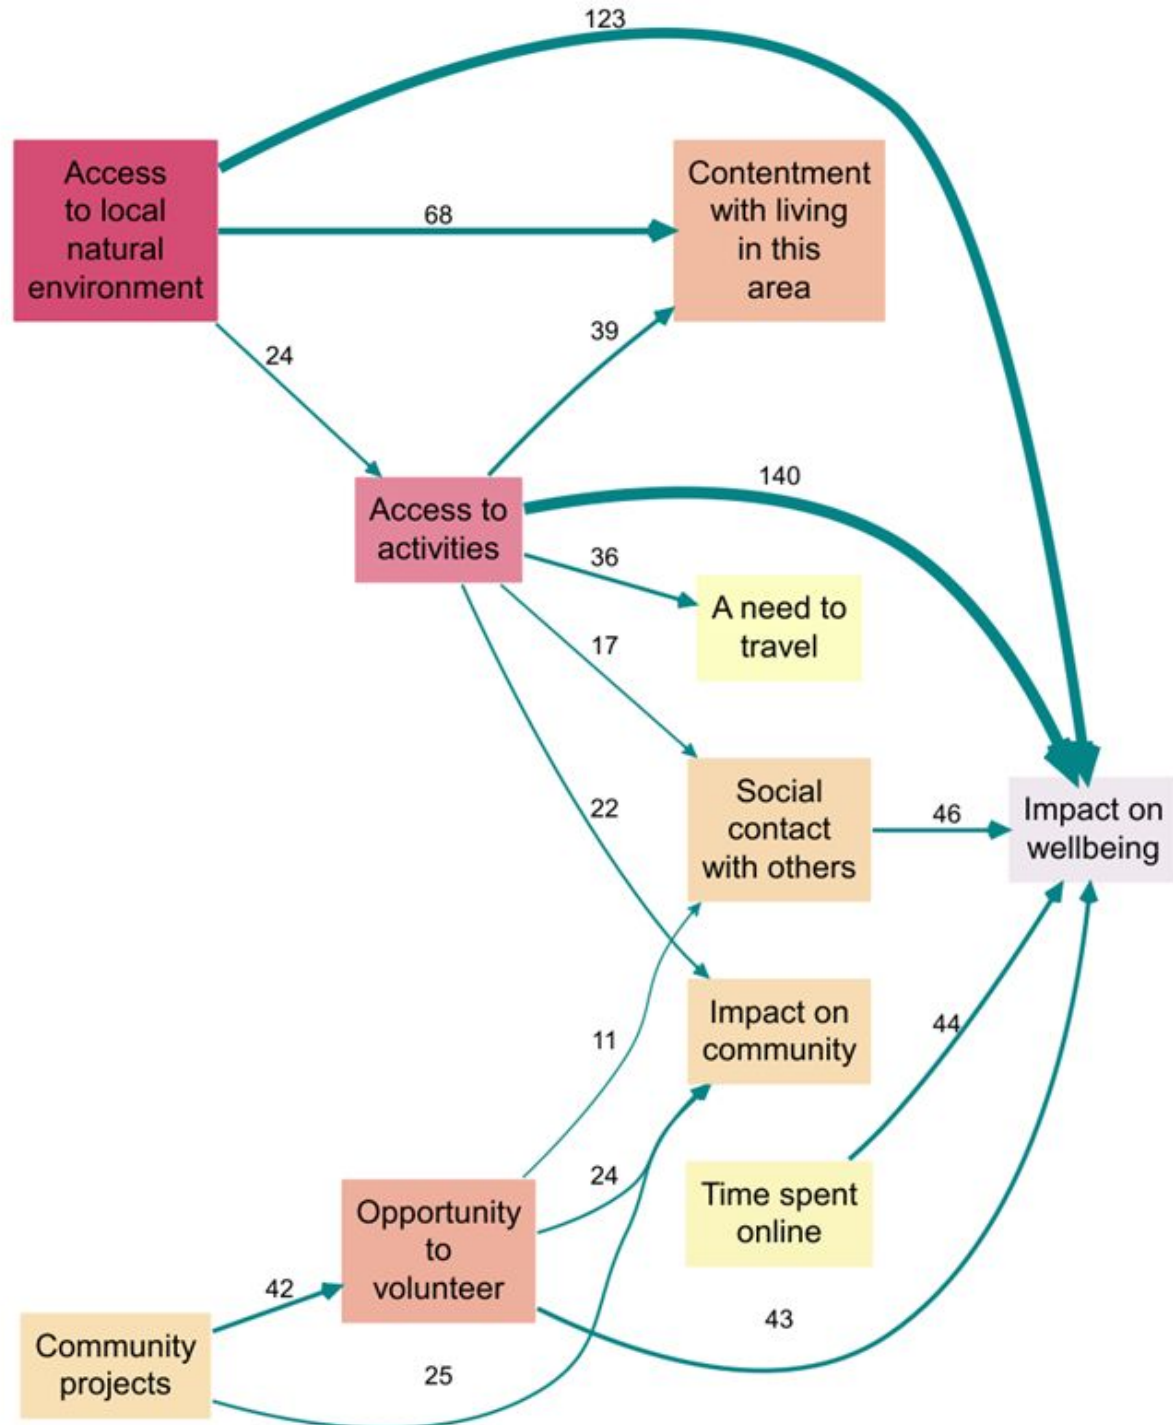 123
Access
to local
natural
environment
68
Contentment
with living
in this
area
24
39
Access to
activities
140
36
A need to
travel
17
22
Social
contact
with others
46
Impact on
wellbeing
11
Impact on
community
44
24
Time spent
online
Opportunity
to
volunteer
42
43
Community
projects
25